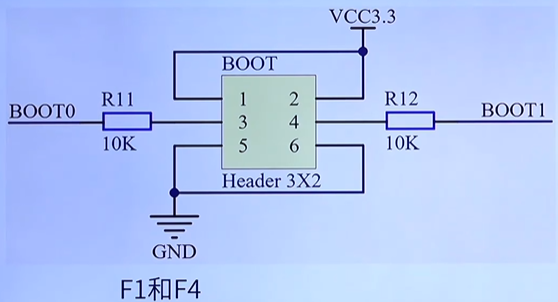 VCC3.3
BOOT
BOOT0 R11 1 2 R12 BOOT1
3 4
10K 5 6 10K
Header 3X2
GND
F1和F4